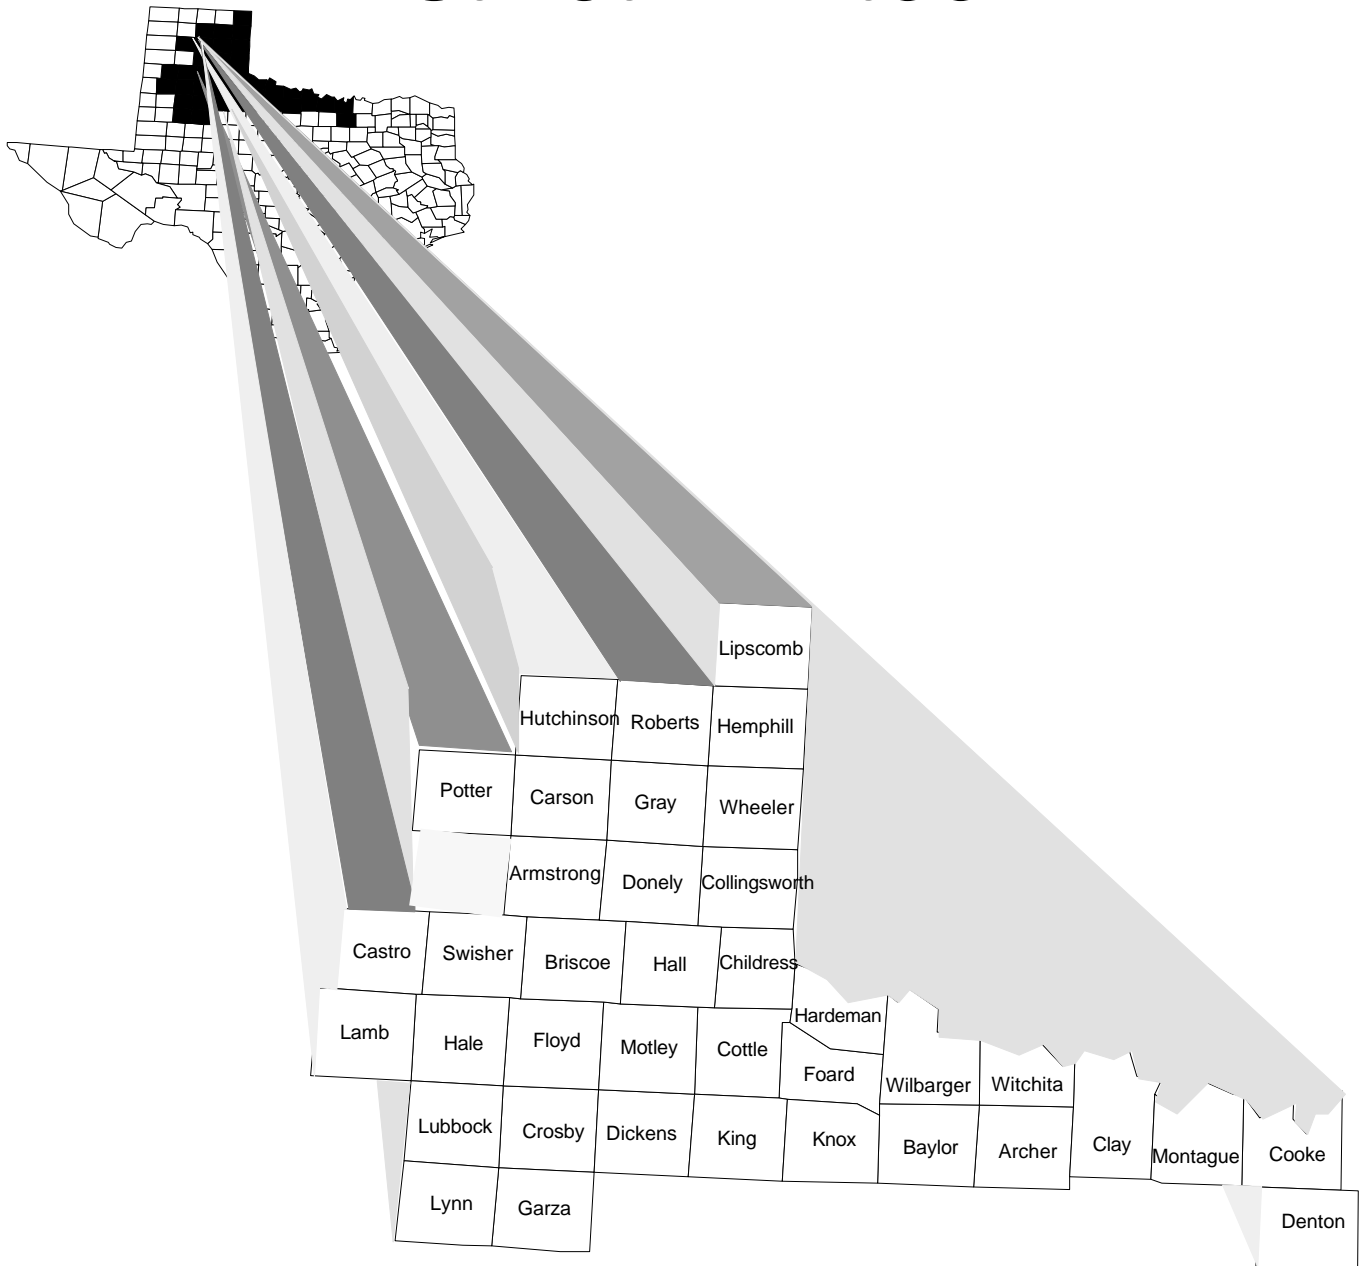 Lipscomb
Hutchinson Roberts Hemphill
Potter Carson Gray Wheeler
Armstrong Donely Collingsworth
Castro Swisher Briscoe Hall Childress
Hardeman
Lamb Hale Floyd Motley Cottle
Foard Wilbarger Witchita
Lubbock Crosby Dickens King Knox Baylor Archer Clay Montague Cooke
Lynn Garza Denton